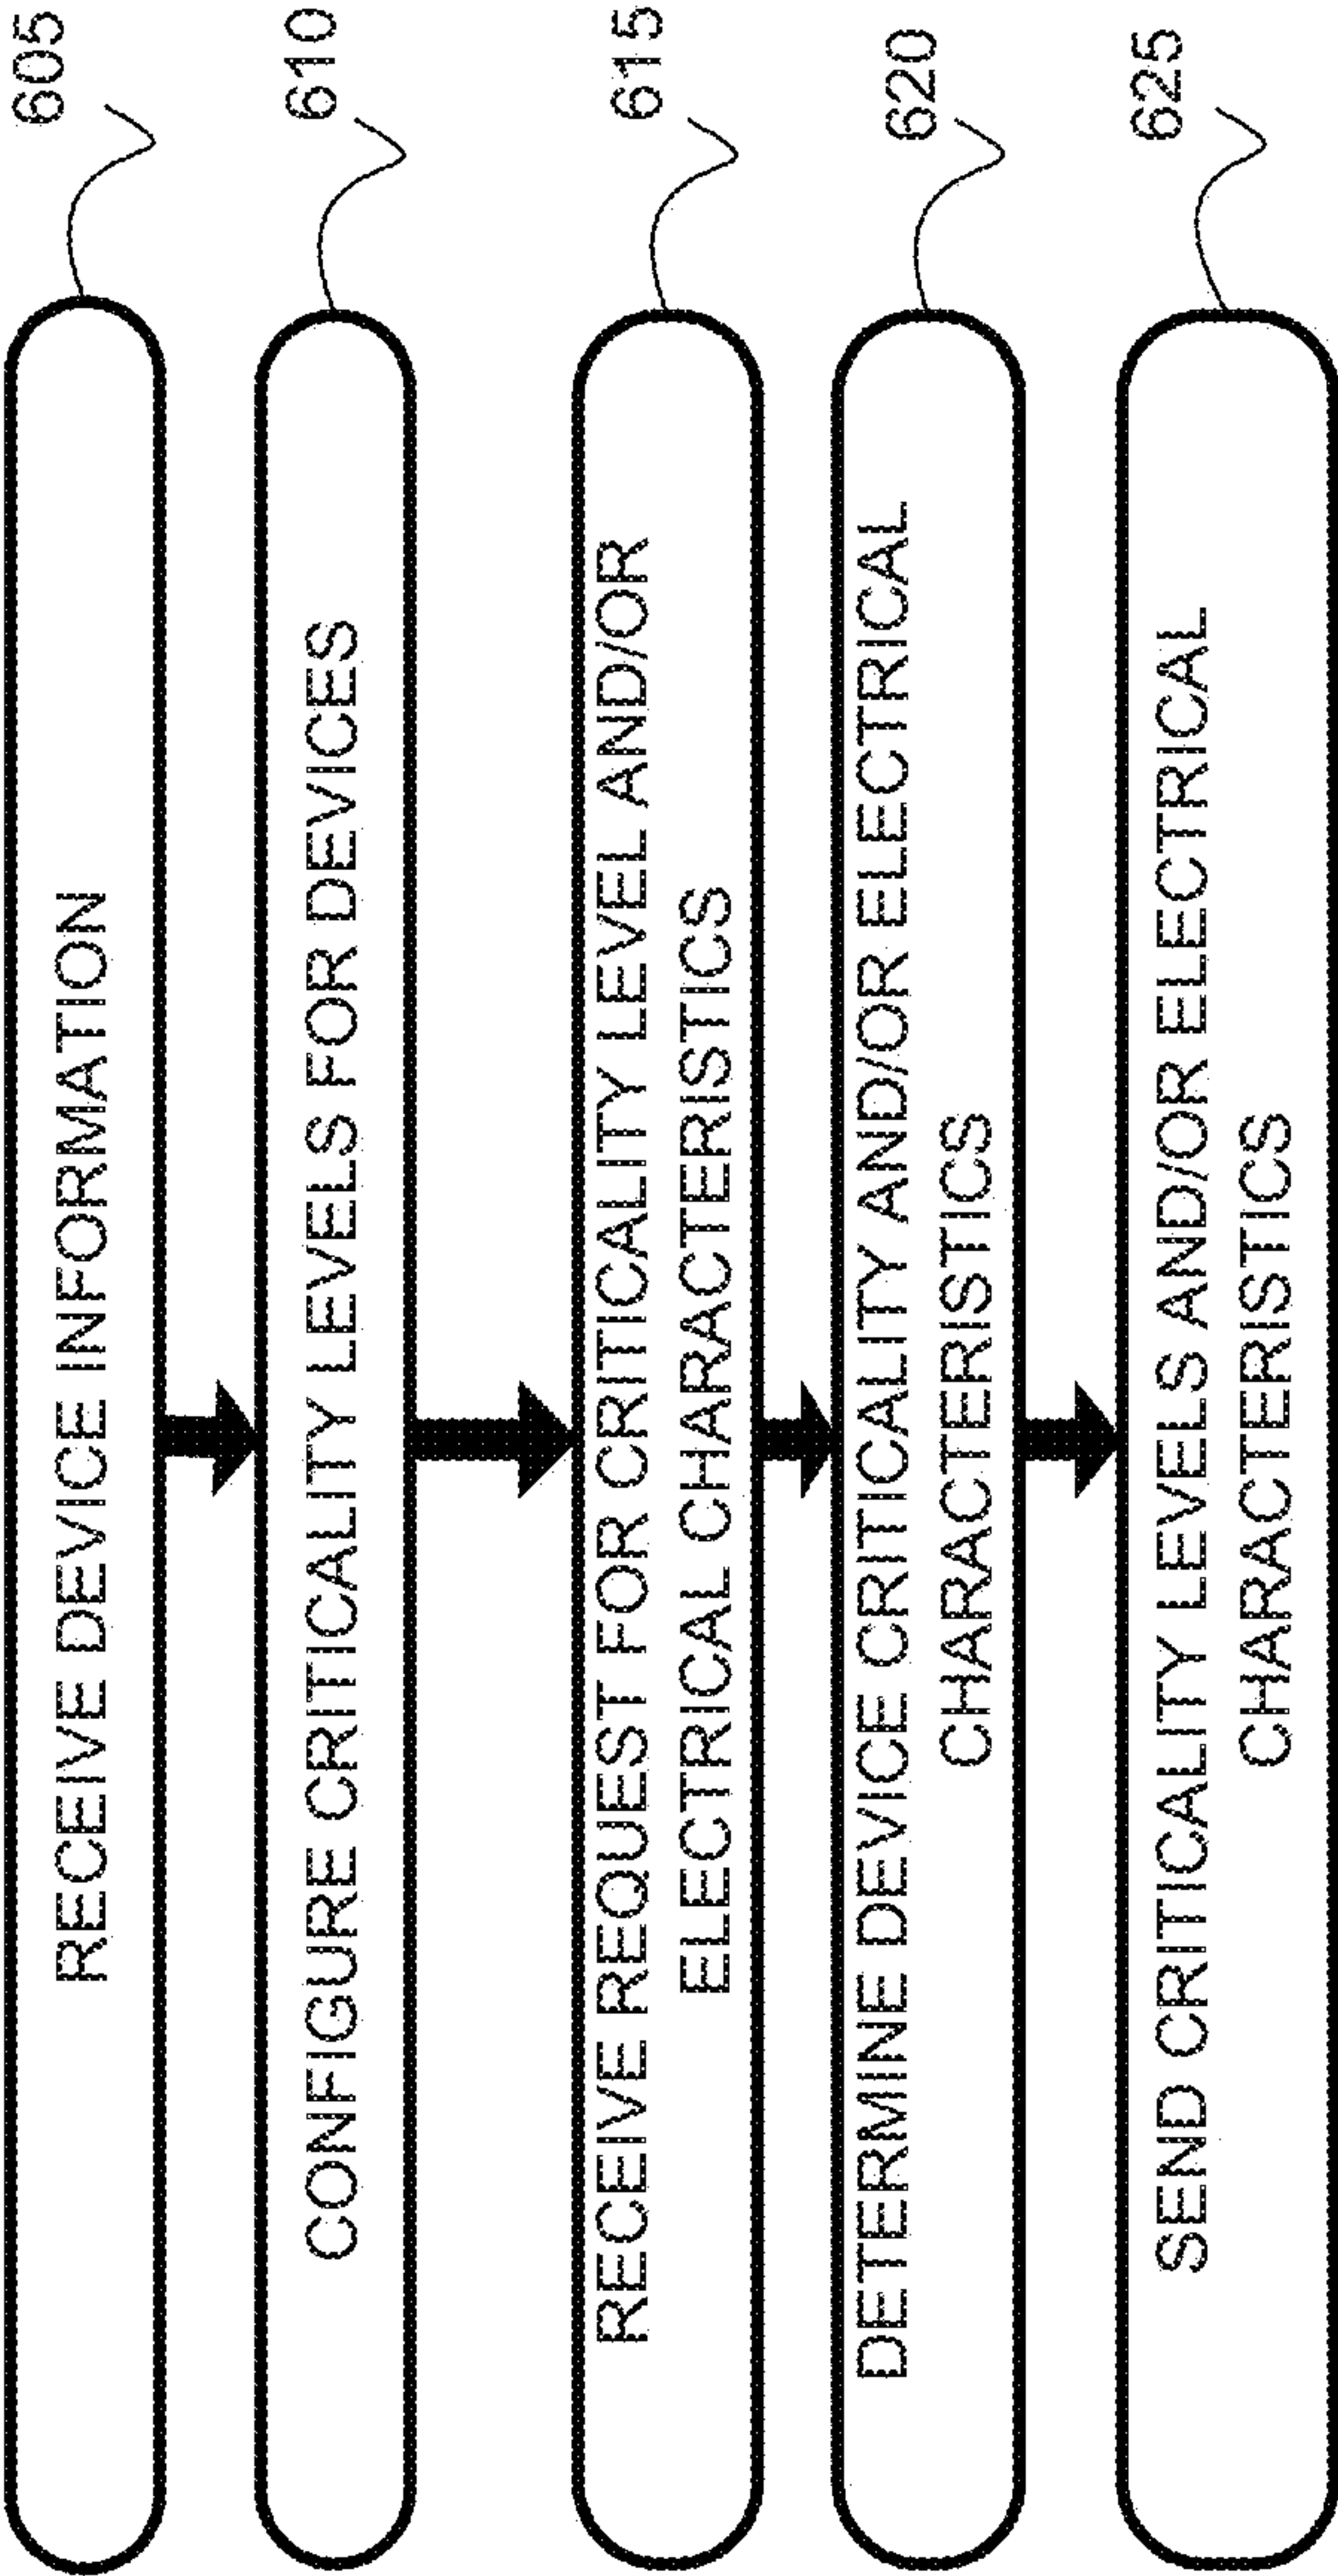 RECEIVE DEVICE INFORMATION
605
CONFIGURE CRITICALITY LEVELS FOR DEVICES
610
RECEIVE REQUEST FOR CRITICALITY LEVEL AND/OR
ELECTRICAL CHARACTERISTICS
615
DETERMINE DEVICE CRITICALITY AND/OR ELECTRICAL
CHARACTERISTICS
620
SEND CRITICALITY LEVELS AND/OR ELECTRICAL
CHARACTERISTICS
625